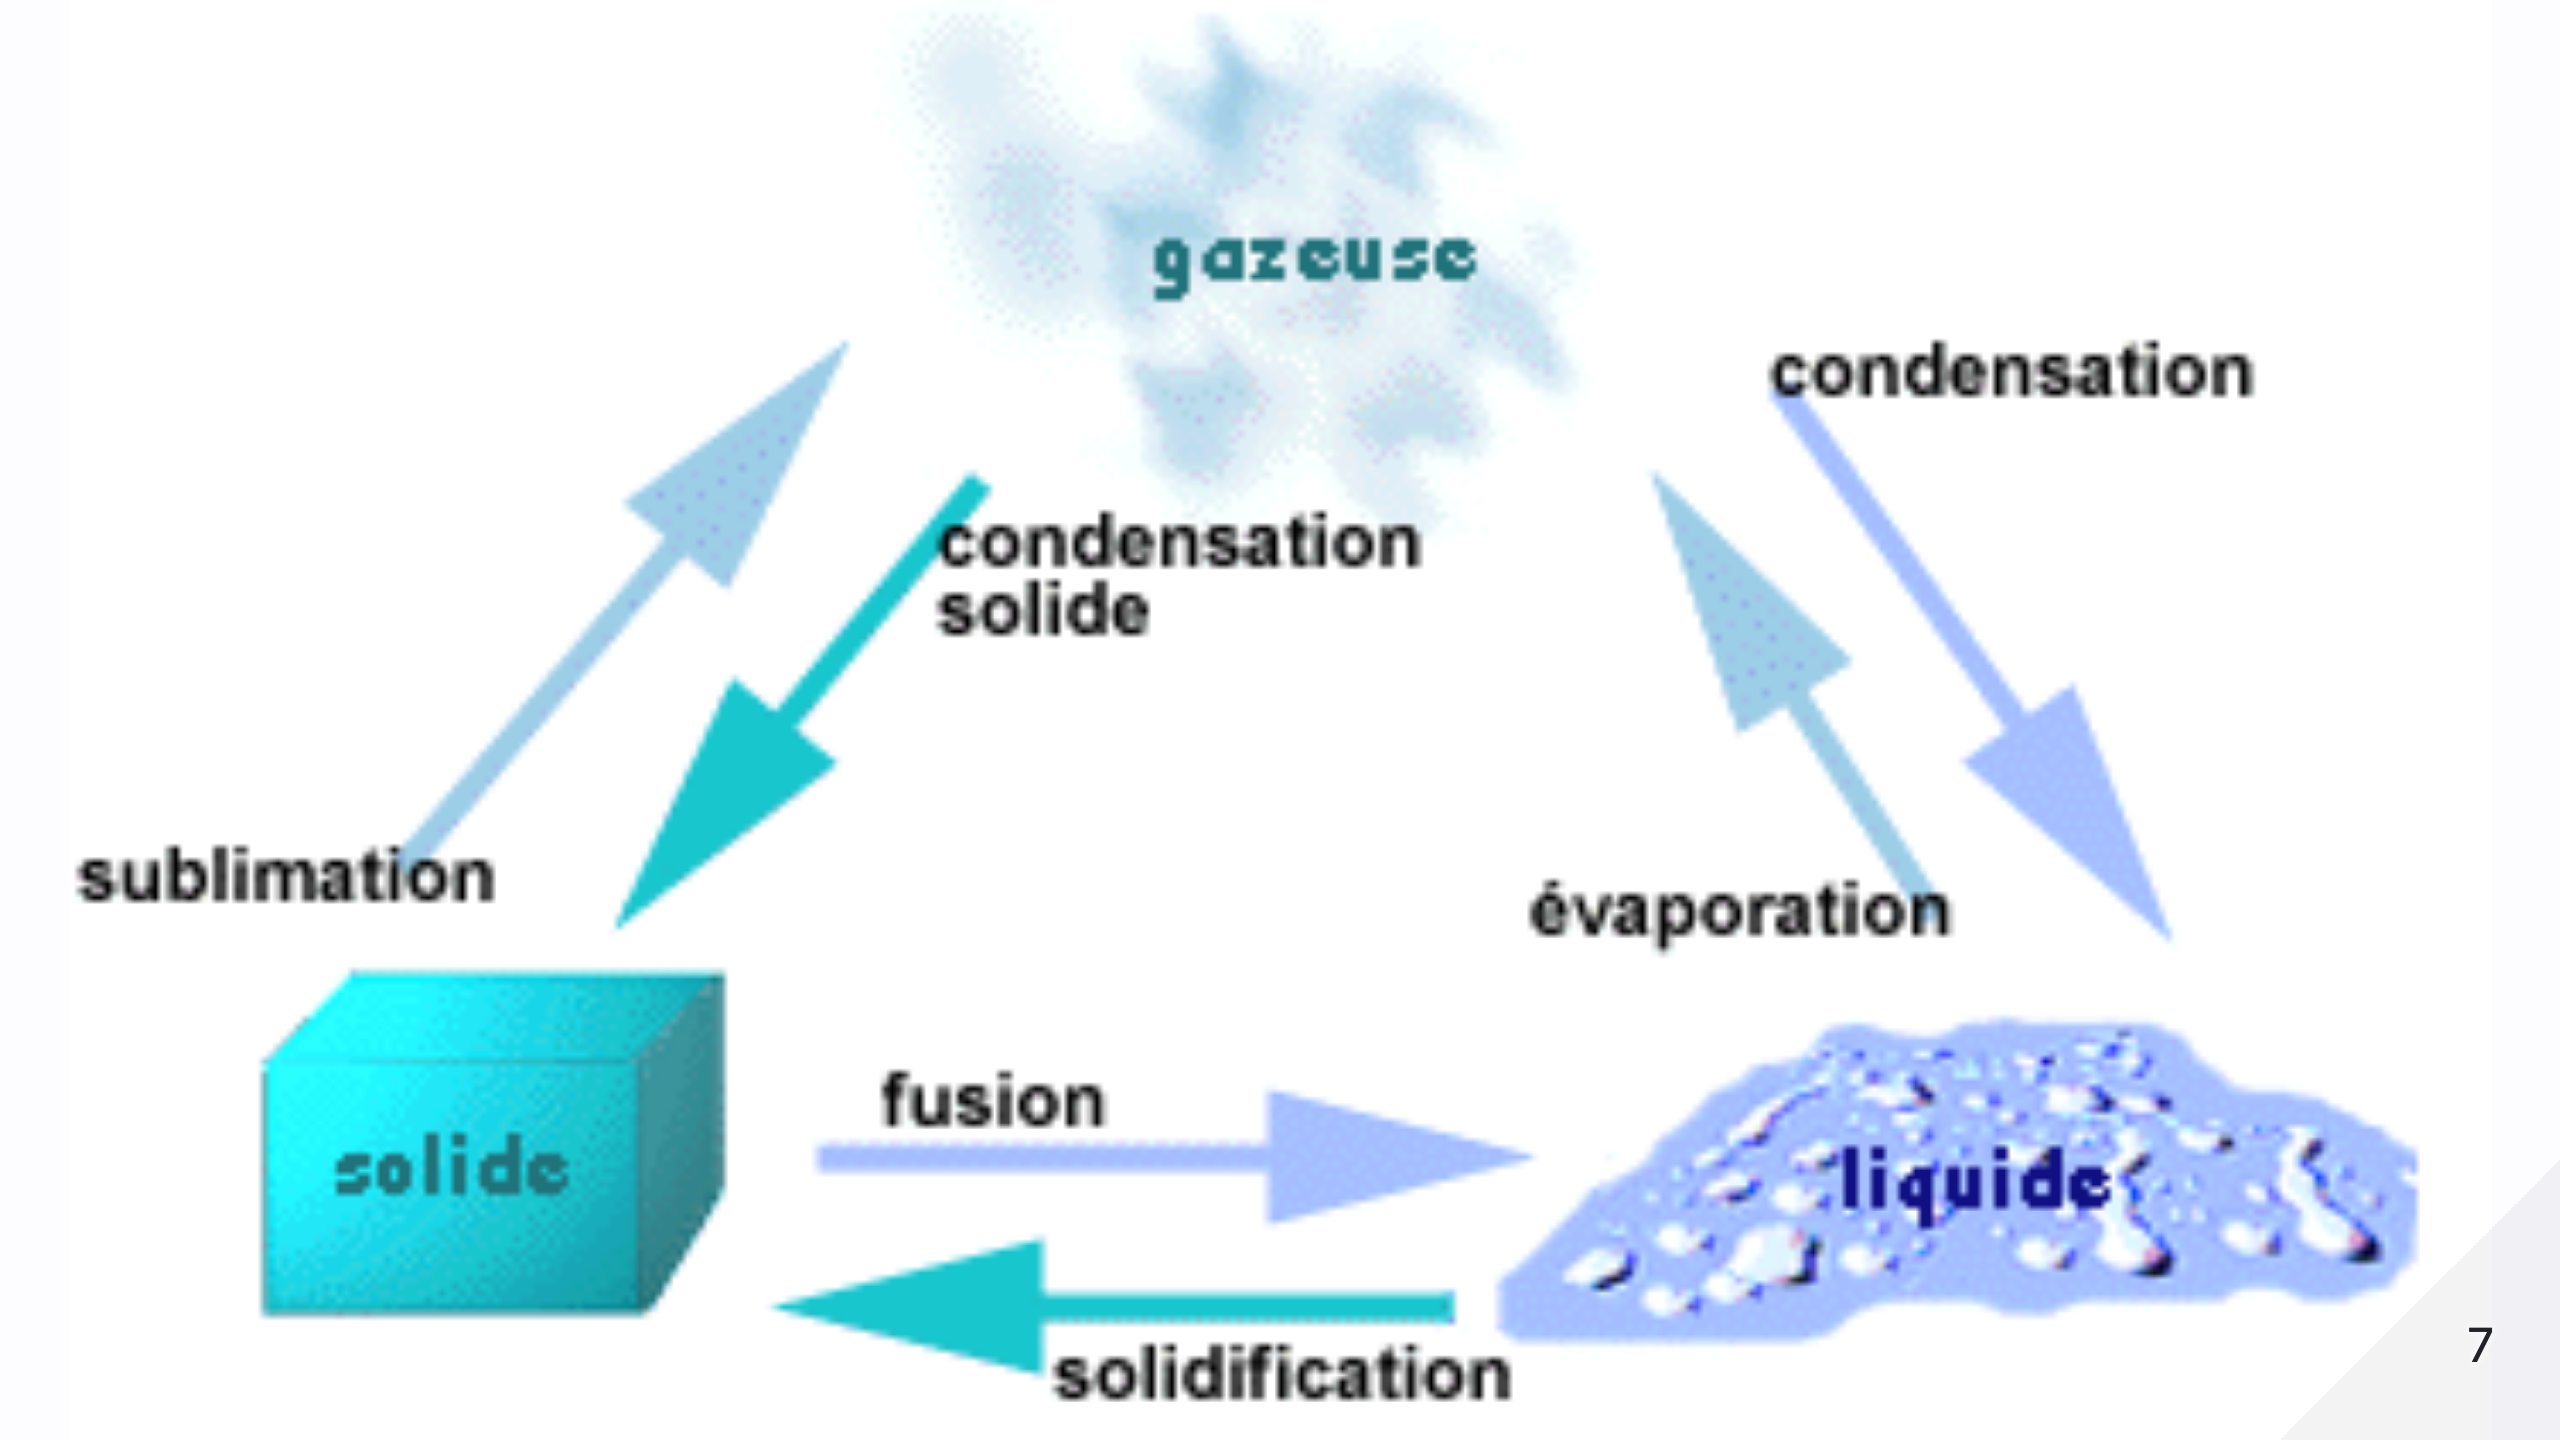 gazeuse
condensation
condensation
solide
sublimation
évaporation
fusion
solide
liquide
solidification
7